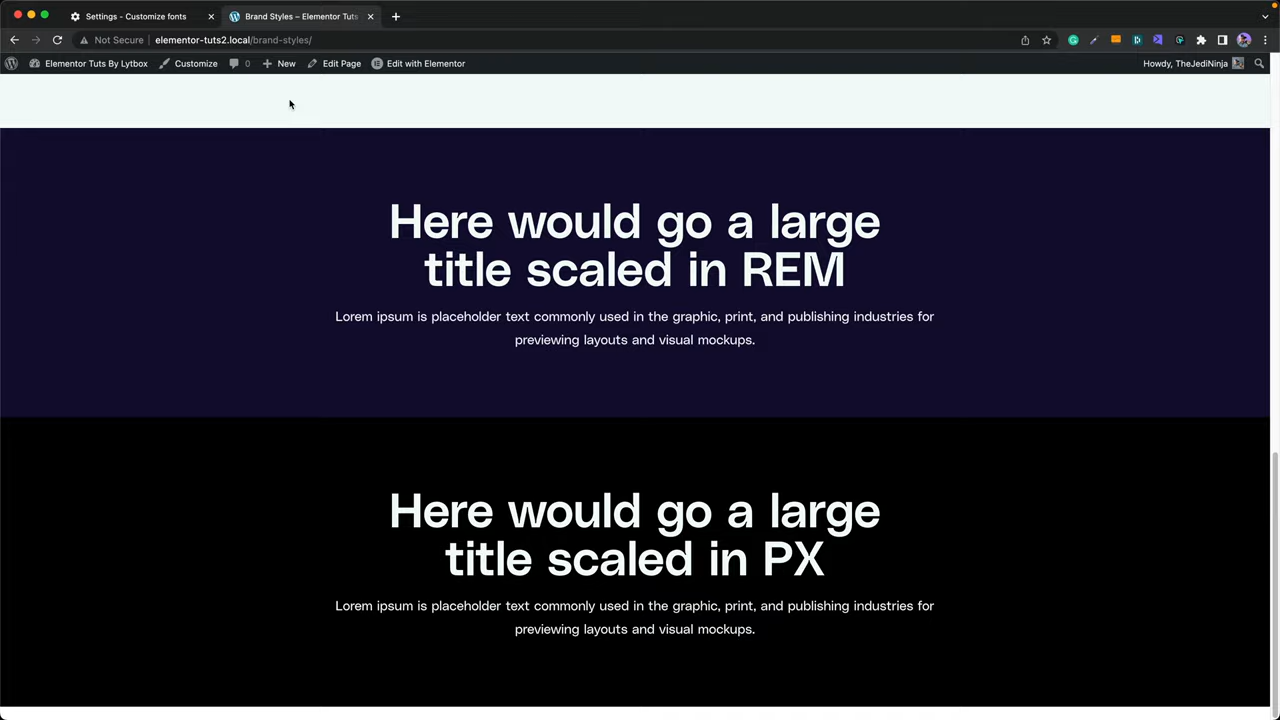 Settings - Customize fonts
Brand Styles – Elementor Tuts
Not Secure
elementor-tuts2.local/brand-styles/
Elementor Tuts By Lytbox
Customize
0
New
Edit Page
Edit with Elementor
Howdy, TheJediNinja
Here would go a large
title scaled in REM
Lorem ipsum is placeholder text commonly used in the graphic, print, and publishing industries for
previewing layouts and visual mockups.
Here would go a large
title scaled in PX
Lorem ipsum is placeholder text commonly used in the graphic, print, and publishing industries for
previewing layouts and visual mockups.